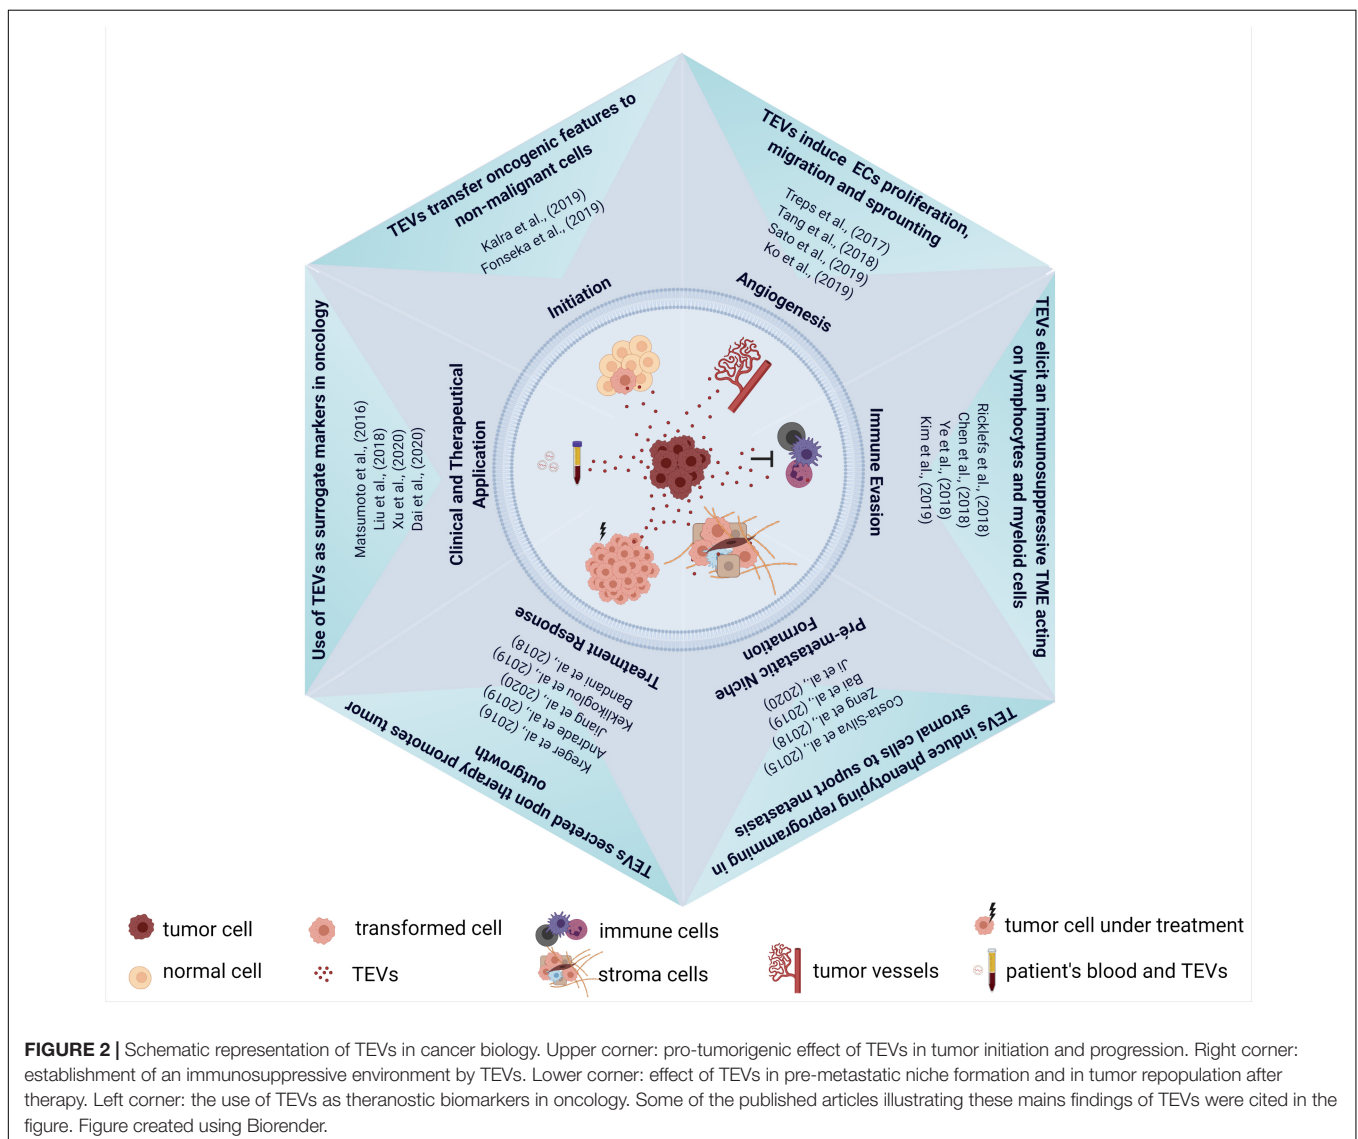 TEVs transfer oncogenic features to
non-malignant cells
Kalra et al., (2019)
Fonseka et al., (2019)
Initiation
TEVs induce ECs proliferation,
migration and sprounting
Treps et al., (2017)
Tang et al., (2018)
Sato et al., (2019)
Ko et al., (2019)
Angiogenesis
TEVs elicit an immunosuppressive TME acting
on lymphocytes and myeloid cells
Ricklefs et al., (2018)
Chen et al., (2018)
Ye et al., (2018)
Kim et al., (2019)
Immune Evasion
TEVs induce phenotyping reprogramming in
stromal cells to suport metastasis
Costa-Silva et al., (2015)
Zeng et al., (2018)
Bai et al., (2019)
Ji et al., (2020)
Pré-metastatic Niche
Formation
TEVs secreted upon therapy promotes tumor
outgrowth
Kreger et al., (2016)
Andrade et al., (2019)
Jiang et al., (2020)
Keklikoglou et al., (2019)
Bandani et al., (2018)
Treatment Response
Use of TEVs as surrogate markers in oncology
Matsumoto et al., (2016)
Liu et al., (2018)
Xu et al., (2020)
Dai et al., (2020)
Clinical and Therapeutical
Application
tumor cell
transformed cell
immune cells
tumor cell under treatment
normal cell
TEVs
stroma cells
tumor vessels
patient's blood and TEVs
FIGURE 2 | Schematic representation of TEVs in cancer biology. Upper corner: pro-tumorigenic effect of TEVs in tumor initiation and progression. Right corner:
establishment of an immunosuppressive environment by TEVs. Lower corner: effect of TEVs in pre-metastatic niche formation and in tumor repopulation after
therapy. Left corner: the use of TEVs as theranostic biomarkers in oncology. Some of the published articles illustrating these mains findings of TEVs were cited in the
figure. Figure created using Biorender.